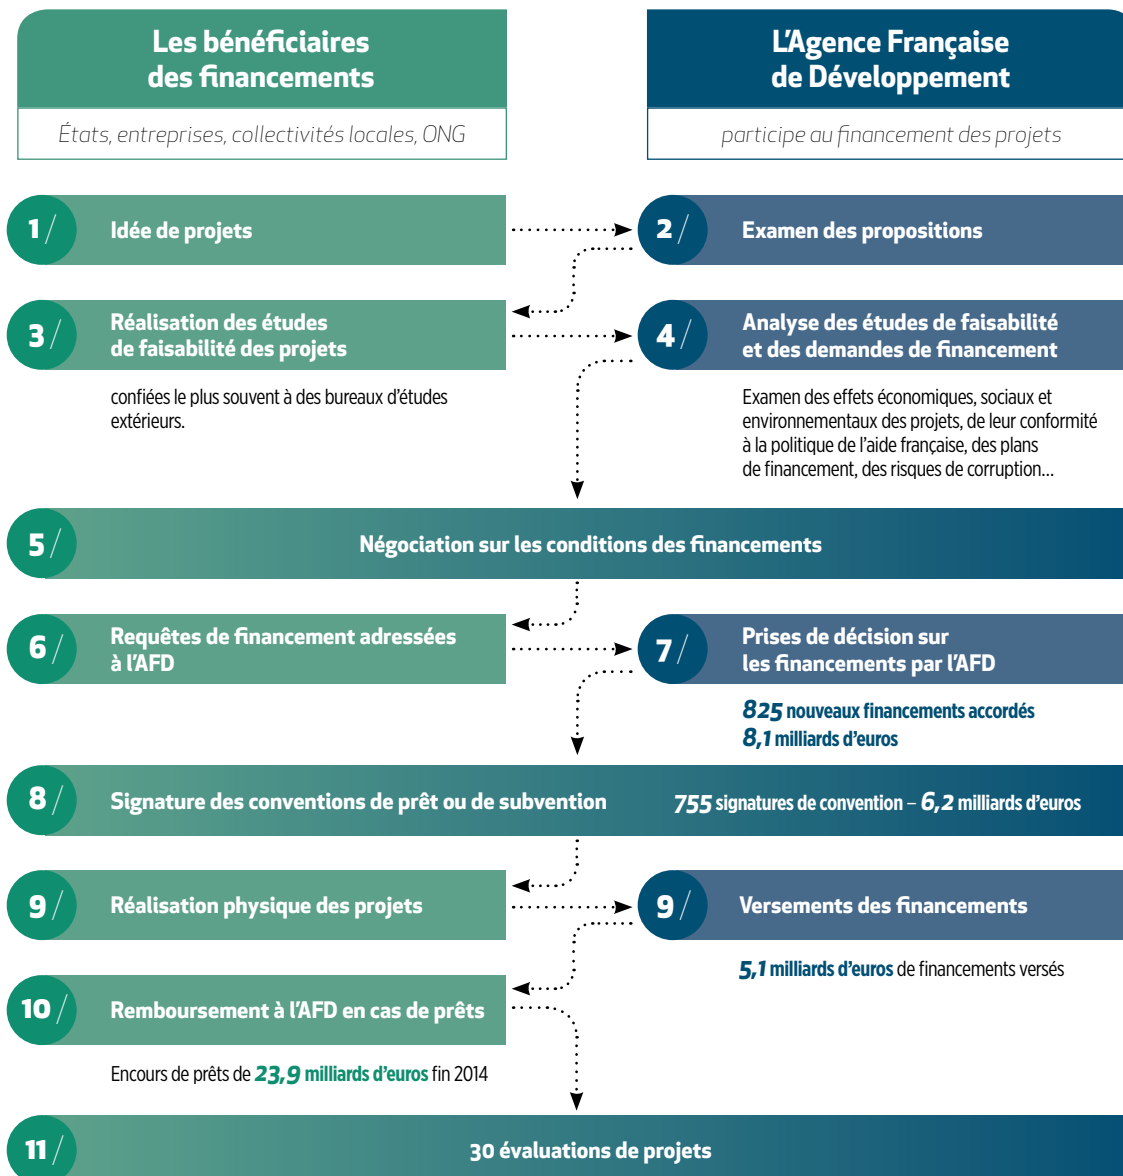 Les bénéficiaires
des financements
États, entreprises, collectivités locales, ONG
L'Agence Française
de Développement
participe au financement des projets
1/ Idée de projets
2/ Examen des propositions
3/ Réalisation des études
de faisabilité des projets
confiées le plus souvent à des bureaux d'études
extérieurs.
4/ Analyse des études de faisabilité
et des demandes de financement
Examen des effets économiques, sociaux et
environnementaux des projets, de leur conformité
à la politique de l'aide française, des plans
de financement, des risques de corruption...
5/ Négociation sur les conditions des financements
6/ Requêtes de financement adressées
à l'AFD
7/ Prises de décision sur
les financements par l'AFD
825 nouveaux financements accordés
8,1 milliards d'euros
8/ Signature des conventions de prêt ou de subvention 755 signatures de convention – 6,2 milliards d'euros
9/ Réalisation physique des projets
9/ Versements des financements
5,1 milliards d'euros de financements versés
10/ Remboursement à l'AFD en cas de prêts
Encours de prêts de 23,9 milliards d'euros fin 2014
11/ 30 évaluations de projets